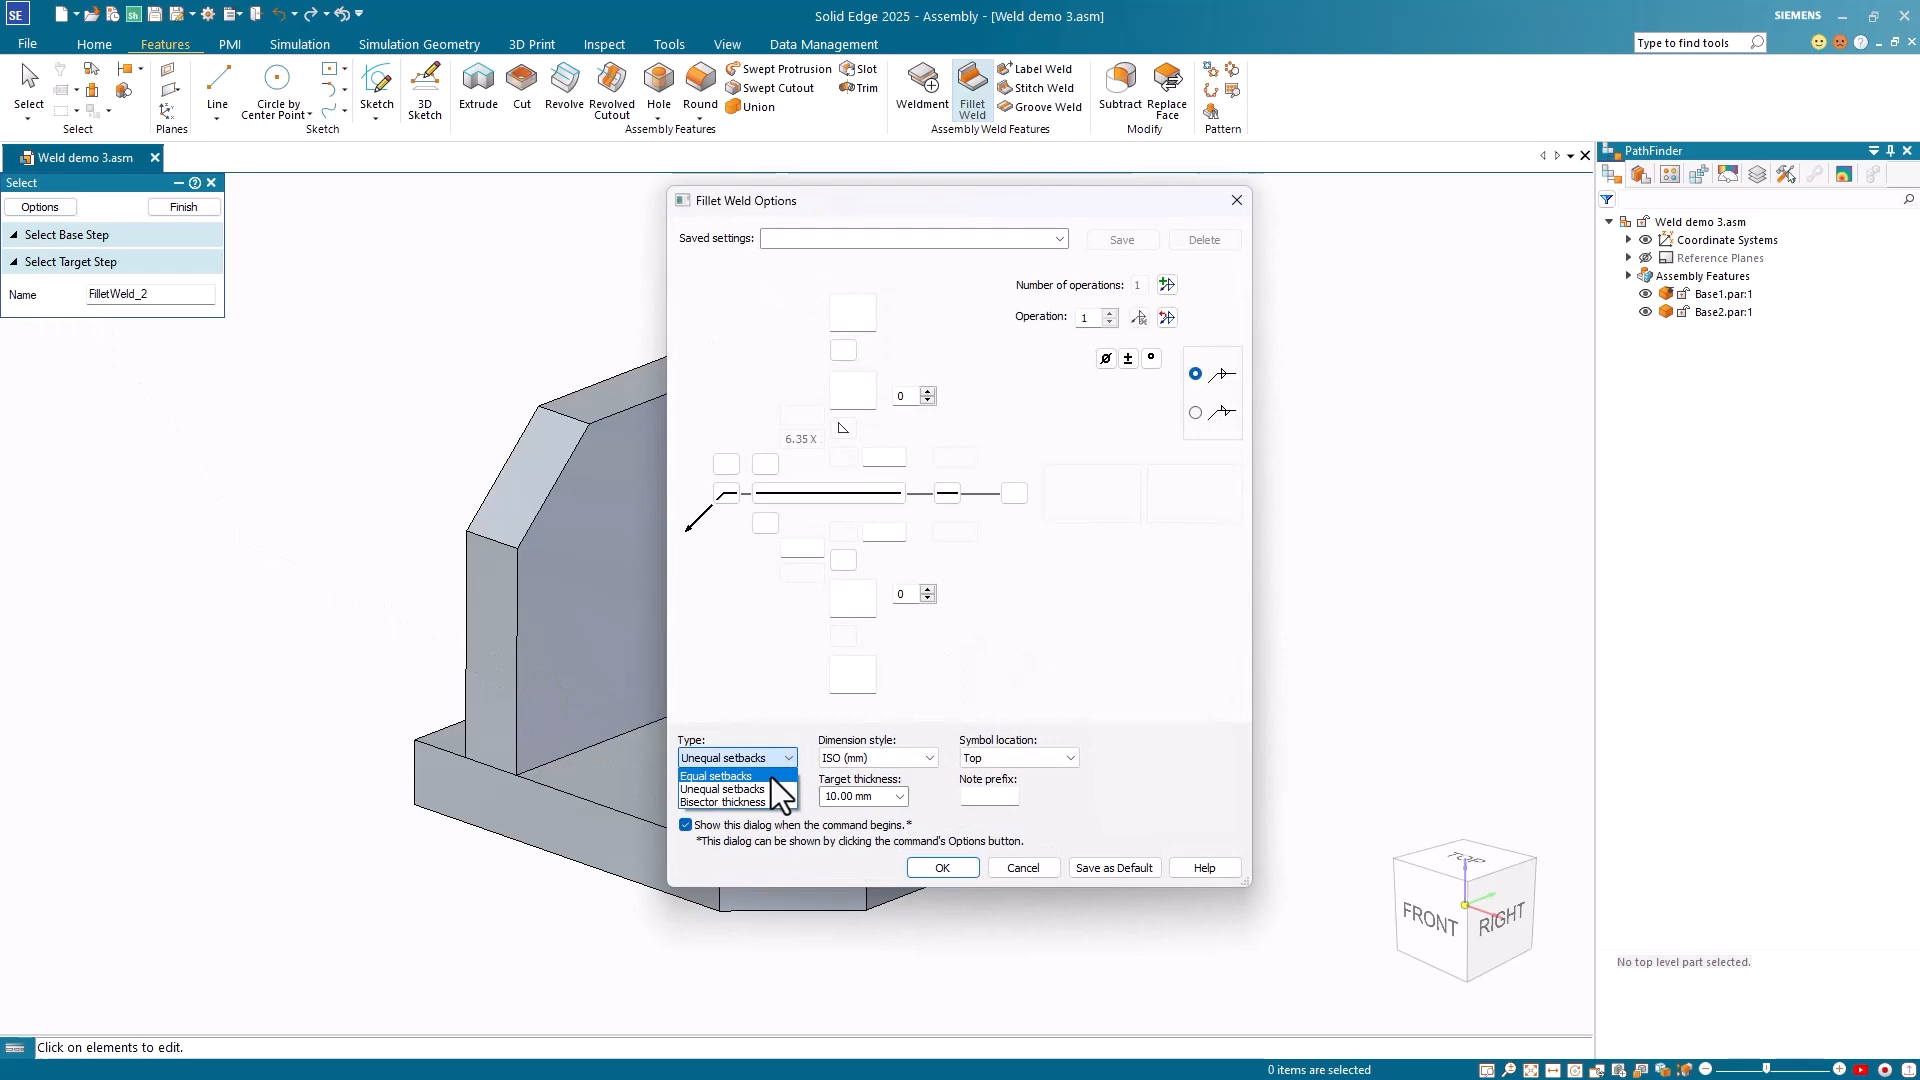 SE
Sh
Solid Edge 2025 - Assembly - [Weld demo 3.asm]
SIEMENS
File
Home
Features
PMI
Simulation
Simulation Geometry
3D Print
Inspect
Tools
View
Data Management
Type to find tools
Select
Line
Circle by
Center Point
Sketch
3D
Sketch
Extrude
Cut
Revolve
Revolved
Cutout
Hole
Round
Swept Protrusion
Swept Cutout
Union
Slot
Trim
Weldment
Fillet
Weld
Label Weld
Stitch Weld
Groove Weld
Subtract
Replace
Face
Select
Planes
Sketch
Assembly Features
Assembly Weld Features
Modify
Pattern
Weld demo 3.asm
Select
Options
Finish
Select Base Step
Select Target Step
Name
FilletWeld_2
Fillet Weld Options
Saved settings:
Save
Delete
Number of operations: 1
Operation: 1
0
6.35 X
0
Type:
Unequal setbacks
Equal setbacks
Unequal setbacks
Bisector thickness
Dimension style:
ISO (mm)
Target thickness:
10.00 mm
Symbol location:
Top
Note prefix:
Show this dialog when the command begins.*
*This dialog can be shown by clicking the command's Options button.
OK
Cancel
Save as Default
Help
PathFinder
Weld demo 3.asm
Coordinate Systems
Reference Planes
Assembly Features
Base1.par:1
Base2.par:1
No top level part selected.
TOP
FRONT
RIGHT
Click on elements to edit.
0 items are selected